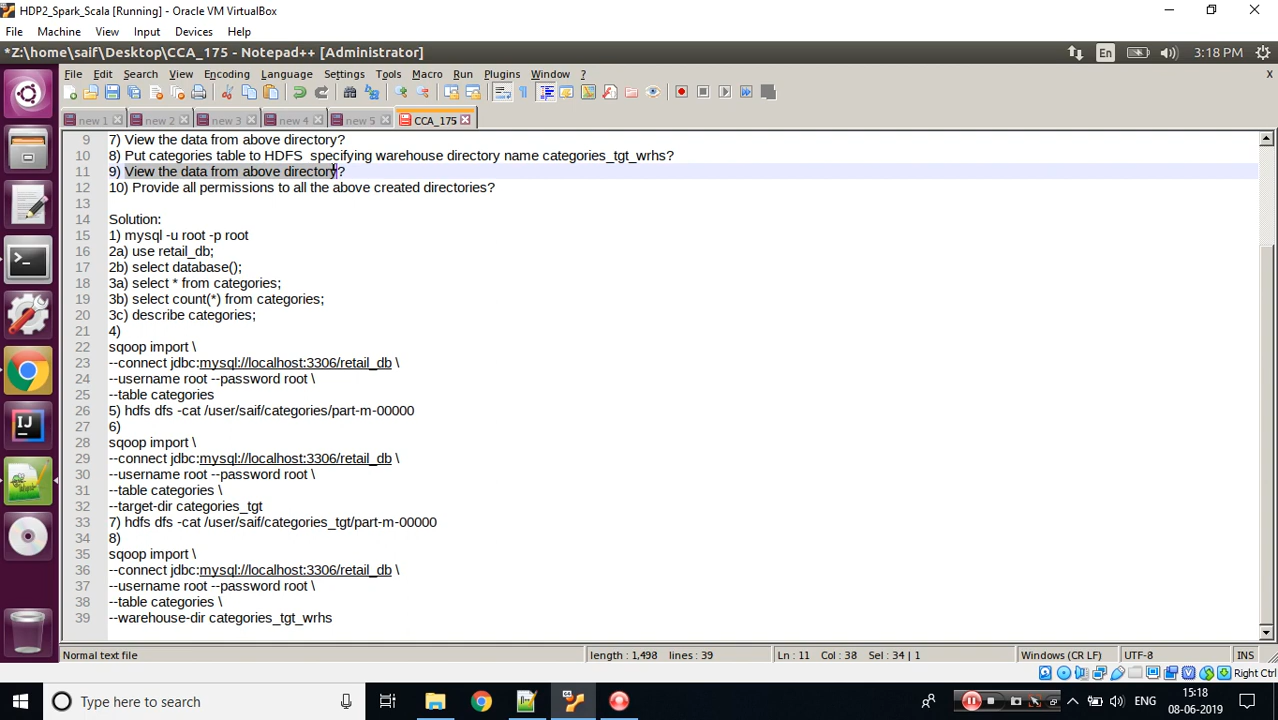 HDP2_Spark_Scala [Running] - Oracle VM VirtualBox
File Machine View Input Devices Help
*Z:\home\saif\Desktop\CCA_175 - Notepad++ [Administrator]
En
3:18 PM
File Edit Search View Encoding Language Settings Tools Macro Run Plugins Window ? X
new 1 new 2 new 3 new 4 new 5 CCA_175
9 7) View the data from above directory?
10 8) Put categories table to HDFS  specifying warehouse directory name categories_tgt_wrhs?
11 9) View the data from above directory?
12 10) Provide all permissions to all the above created directories?
13
14 Solution:
15 1) mysql -u root -p root
16 2a) use retail_db;
17 2b) select database();
18 3a) select * from categories;
19 3b) select count(*) from categories;
20 3c) describe categories;
21 4)
22 sqoop import \
23 --connect jdbc:mysql://localhost:3306/retail_db \
24 --username root --password root \
25 --table categories
26 5) hdfs dfs -cat /user/saif/categories/part-m-00000
27 6)
28 sqoop import \
29 --connect jdbc:mysql://localhost:3306/retail_db \
30 --username root --password root \
31 --table categories \
32 --target-dir categories_tgt
33 7) hdfs dfs -cat /user/saif/categories_tgt/part-m-00000
34 8)
35 sqoop import \
36 --connect jdbc:mysql://localhost:3306/retail_db \
37 --username root --password root \
38 --table categories \
39 --warehouse-dir categories_tgt_wrhs
Normal text file length : 1,498 lines : 39 Ln : 11 Col : 38 Sel : 34 | 1 Windows (CR LF) UTF-8 INS
Right Ctrl
Type here to search
ENG
15:18
08-06-2019